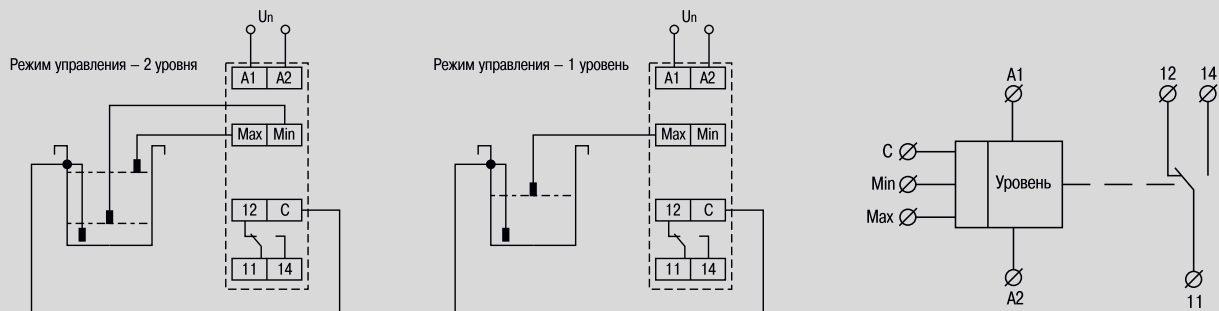 Режим управления – 2 уровня
Un
A1 A2
Max Min
12 C
11 14
Режим управления – 1 уровень
Un
A1 A2
Max Min
12 C
11 14
A1
12
14
C
Min
Max
Уровень
A2
11